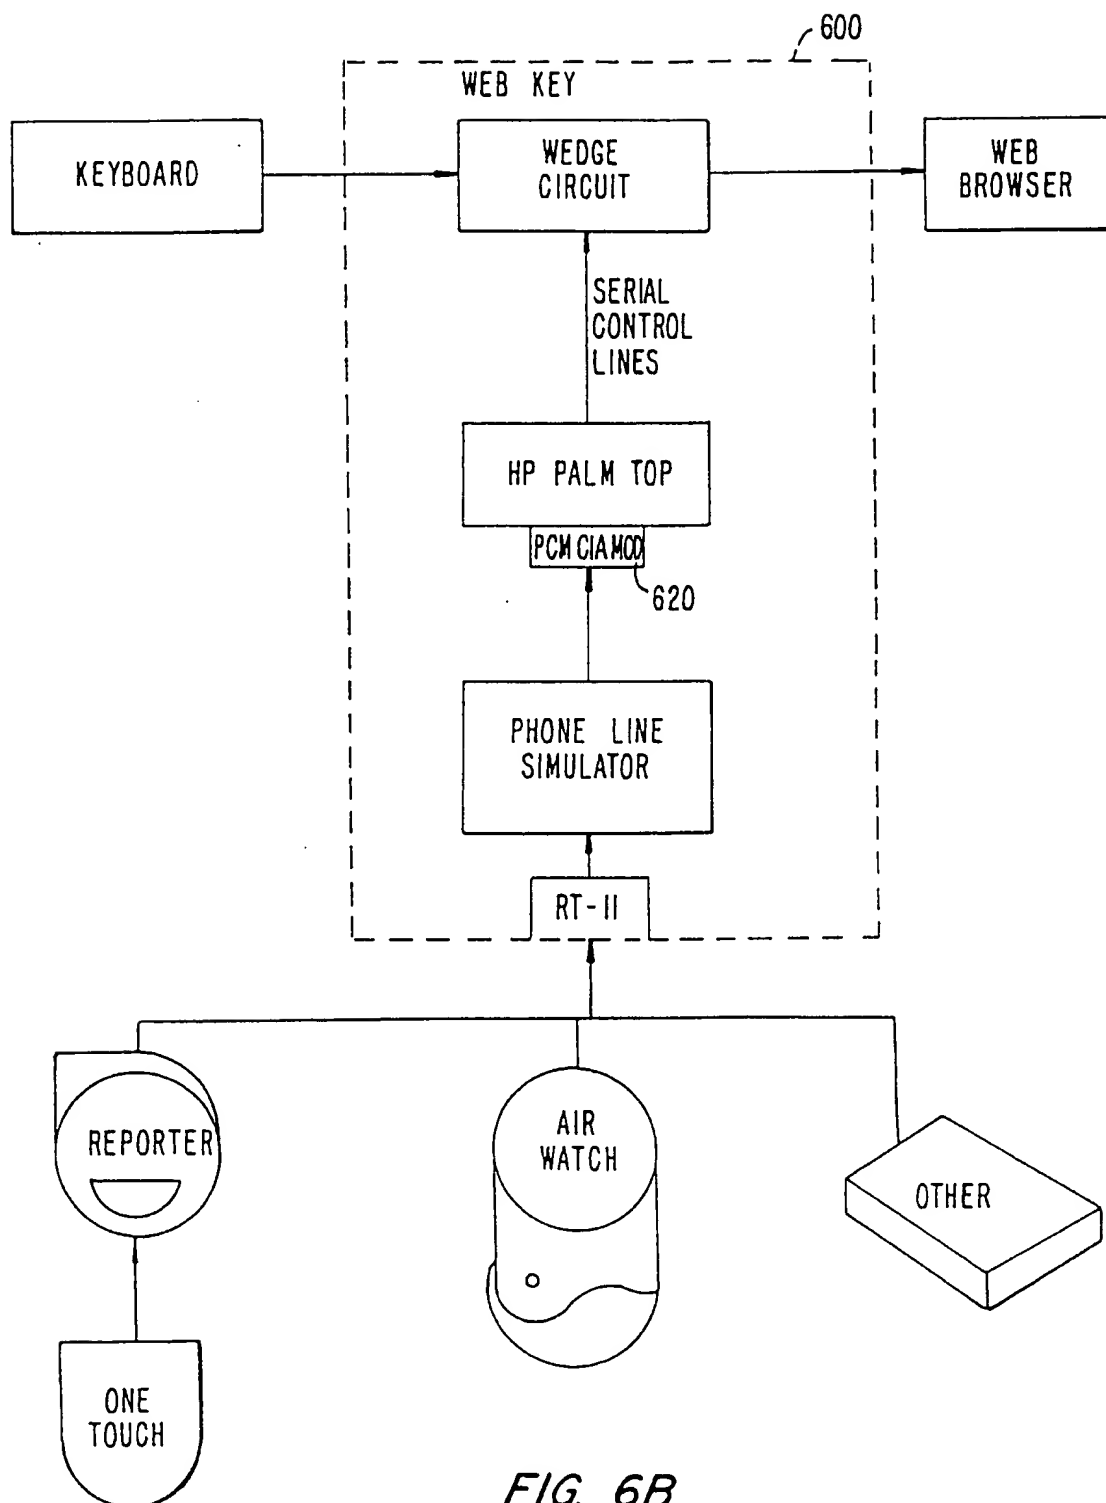 600
WEB KEY
KEYBOARD
WEDGE
CIRCUIT
WEB
BROWSER
SERIAL
CONTROL
LINES
HP PALM TOP
PCMCIA MOD
620
PHONE LINE
SIMULATOR
RT-11
REPORTER
AIR
WATCH
OTHER
ONE
TOUCH
FIG. 6B